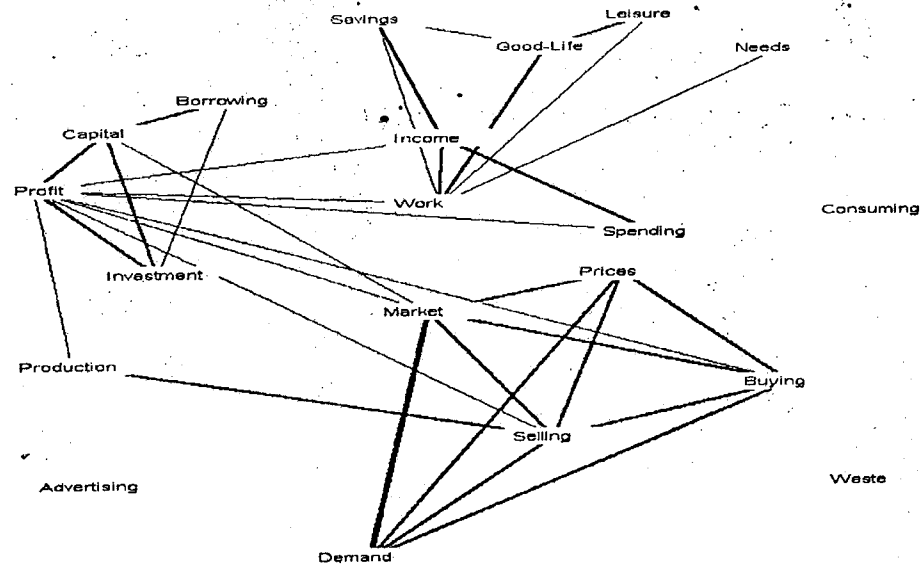 Leisure
Savings
Good-Life
Needs
Borrowing
Capital
Income
Profit
Work
Consuming
Spending
Prices
Investment
Market
Production
Buying
Selling
Waste
Advertising
Demand